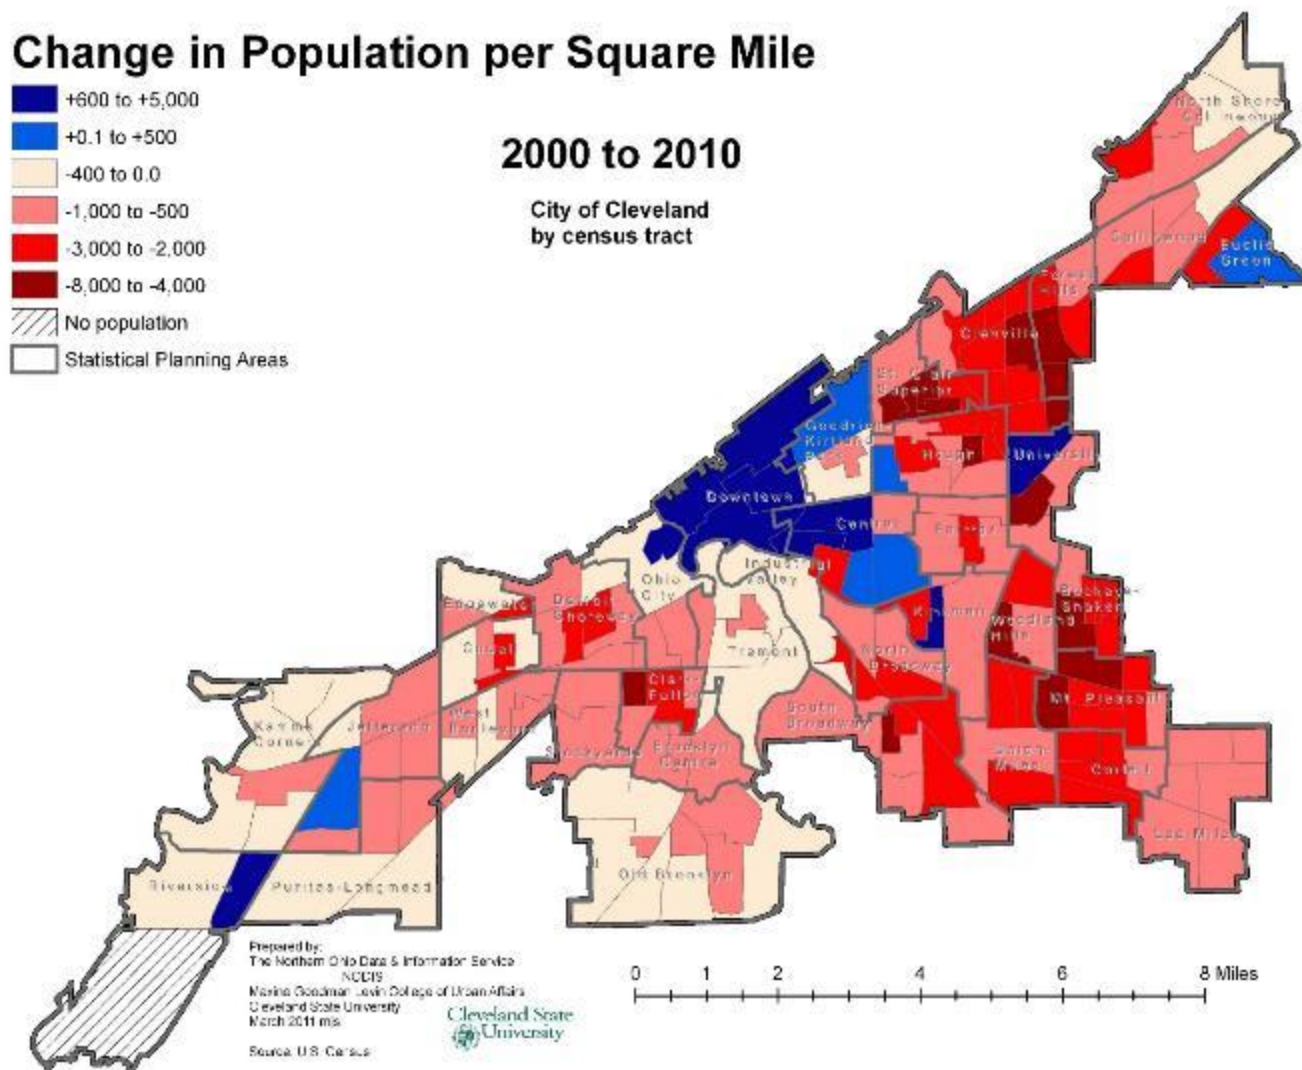 Change in Population per Square Mile
+600 to +5,000
+0.1 to +500
-400 to 0.0
-1,000 to -500
-3,000 to -2,000
-8,000 to -4,000
No population
Statistical Planning Areas
2000 to 2010
City of Cleveland
by census tract
North Shore
Collinwood
Collinwood
Euclid
Green
Forest
Hills
Glenville
St. Clair
Superior
Goodrich
Kirtland
Park
Hough
University
Downtown
Central
Fairfax
Industrial
Valley
Ohio
City
Edgewater
Detroit
Shoreway
Cudell
Tremont
Kinsman
Woodland
Hills
Buckeye-
Shaker
North
Broadway
South
Broadway
Mt. Pleasant
Union-
Miles
Corlett
Lee-Miles
Clark
Fulton
Stockyards
Brooklyn
Centre
West
Boulevard
Jefferson
Kamms
Corners
Old Brooklyn
Riverside
Puritas-Longmead
Prepared by:
The Northern Ohio Data & Information Service
NODIS
Maxine Goodman Levin College of Urban Affairs
Cleveland State University
March 2011 mjs
Source: U.S. Census
Cleveland State
University
0 1 2 4 6 8 Miles